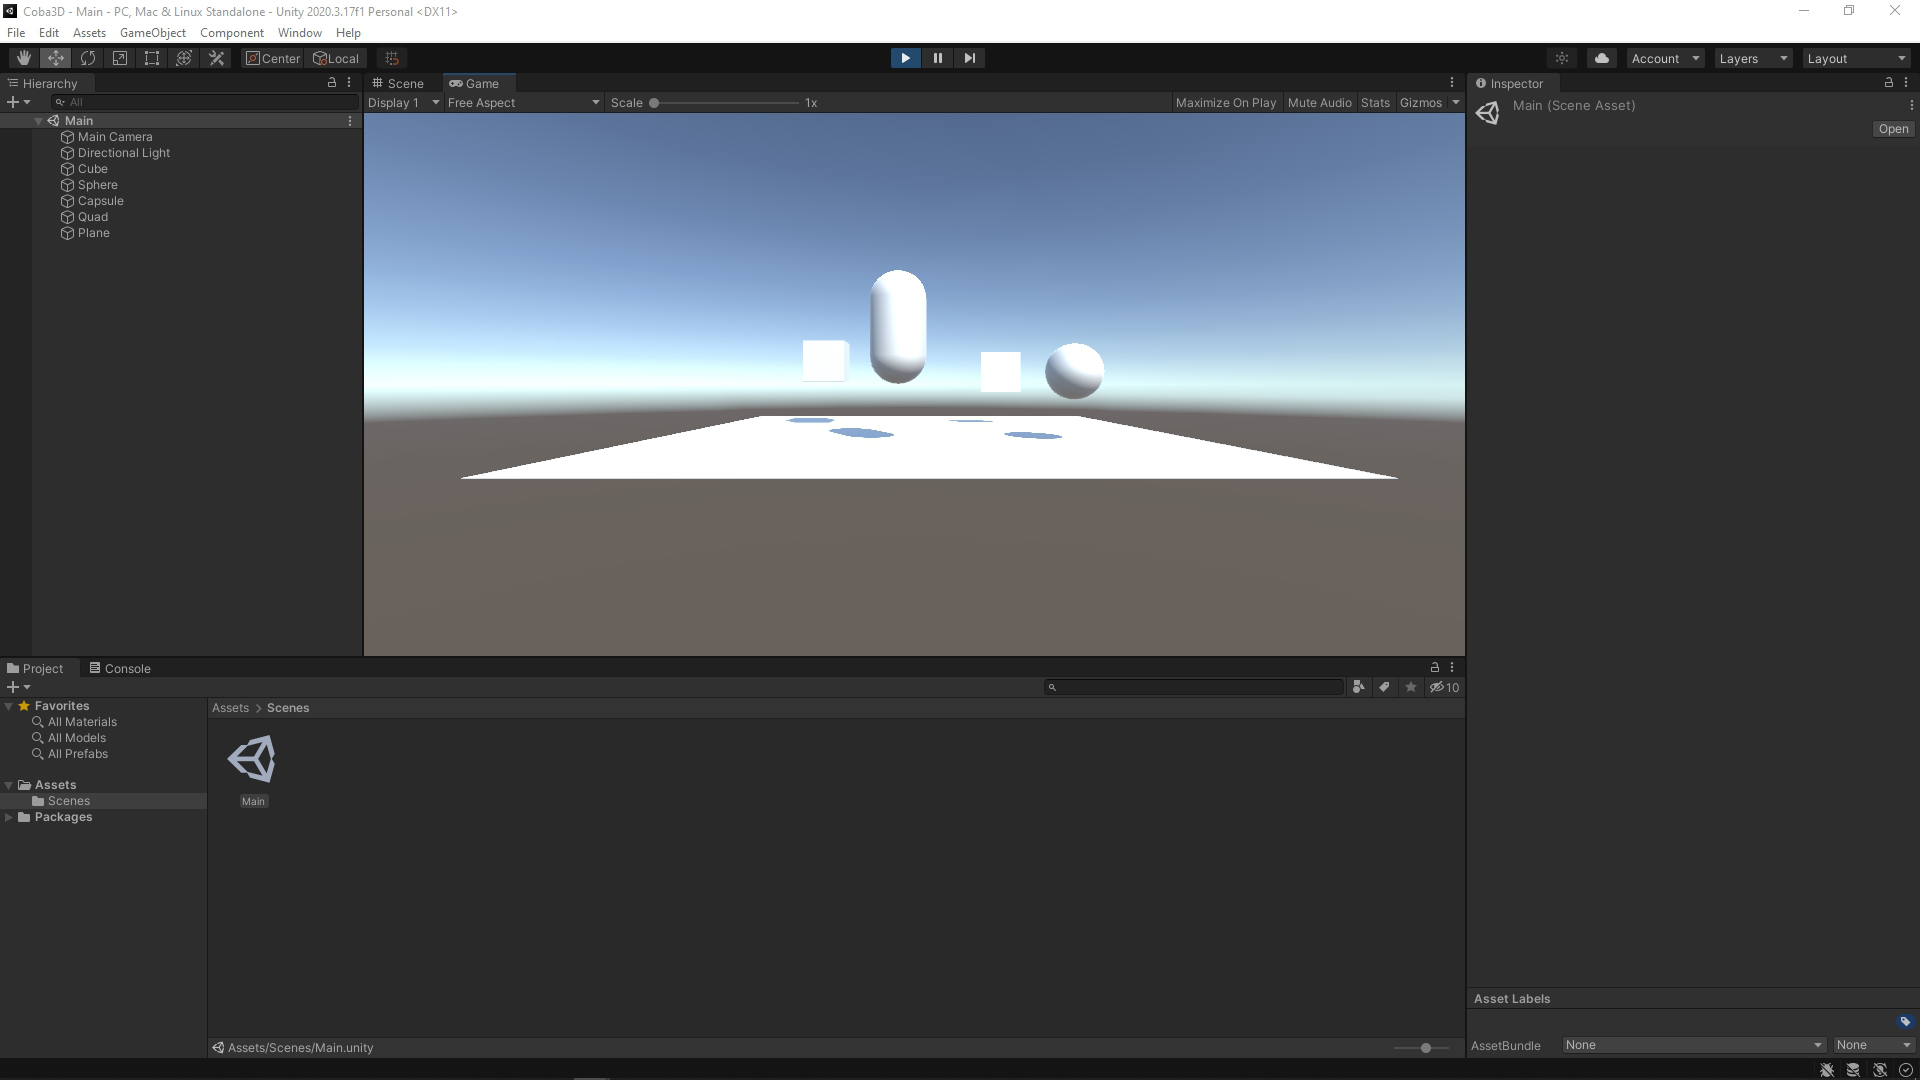 Coba3D - Main - PC, Mac & Linux Standalone - Unity 2020.3.17f1 Personal <DX11>
File Edit Assets GameObject Component Window Help
Center Local Account Layers Layout
Hierarchy
All
Main
Main Camera
Directional Light
Cube
Sphere
Capsule
Quad
Plane
Scene Game
Display 1 Free Aspect Scale 1x Maximize On Play Mute Audio Stats Gizmos
Inspector
Main (Scene Asset)
Open
Project Console
10
Favorites
All Materials
All Models
All Prefabs
Assets
Scenes
Packages
Assets > Scenes
Main
Assets/Scenes/Main.unity
Asset Labels
AssetBundle None None